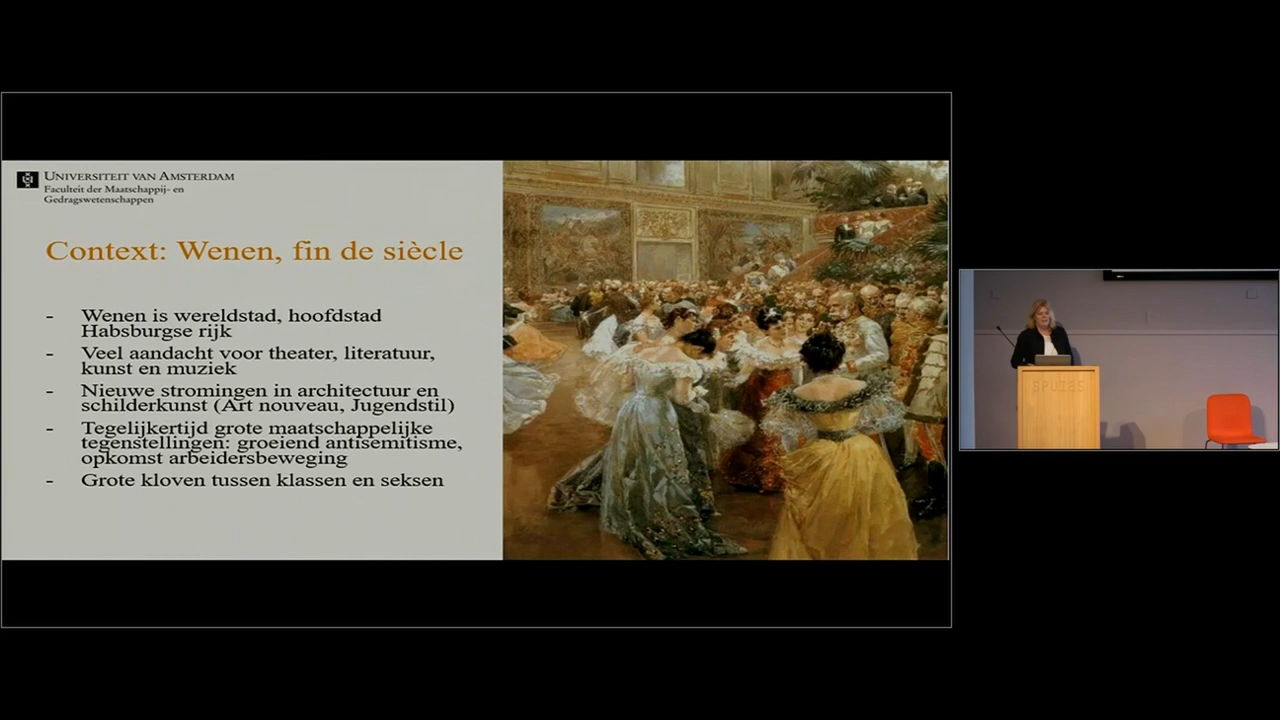 UNIVERSITEIT VAN AMSTERDAM
Faculteit der Maatschappij- en
Gedragswetenschappen
Context: Wenen, fin de siècle
- Wenen is wereldstad, hoofdstad
Habsburgse rijk
- Veel aandacht voor theater, literatuur,
kunst en muziek
- Nieuwe stromingen in architectuur en
schilderkunst (Art nouveau, Jugendstil)
- Tegelijkertijd grote maatschappelijke
tegenstellingen: groeiend antisemitisme,
opkomst arbeidersbeweging
- Grote kloven tussen klassen en seksen